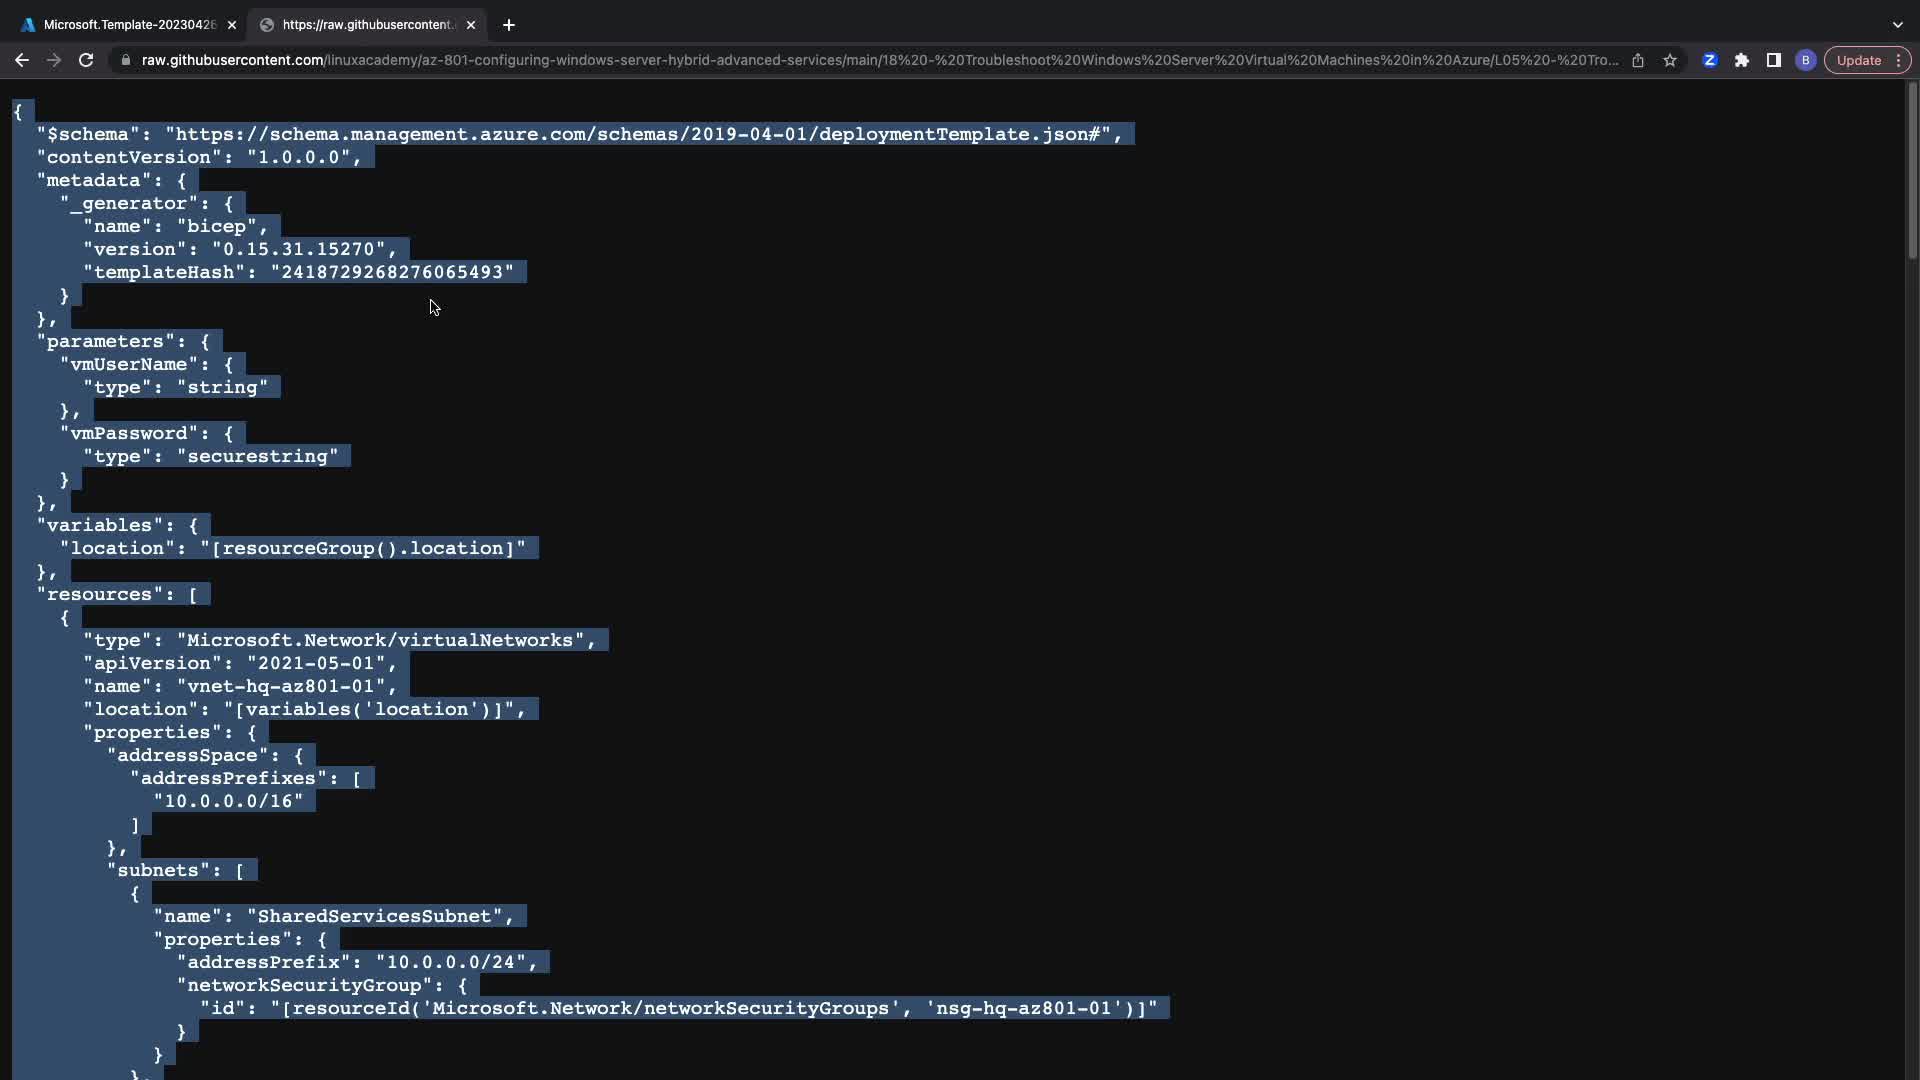 Microsoft.Template-20230426
https://raw.githubusercontent.
raw.githubusercontent.com/linuxacademy/az-801-configuring-windows-server-hybrid-advanced-services/main/18%20-%20Troubleshoot%20Windows%20Server%20Virtual%20Machines%20in%20Azure/L05%20-%20Tro...
Z
B
Update
{
  "$schema": "https://schema.management.azure.com/schemas/2019-04-01/deploymentTemplate.json#",
  "contentVersion": "1.0.0.0",
  "metadata": {
    "_generator": {
      "name": "bicep",
      "version": "0.15.31.15270",
      "templateHash": "2418729268276065493"
    }
  },
  "parameters": {
    "vmUserName": {
      "type": "string"
    },
    "vmPassword": {
      "type": "securestring"
    }
  },
  "variables": {
    "location": "[resourceGroup().location]"
  },
  "resources": [
    {
      "type": "Microsoft.Network/virtualNetworks",
      "apiVersion": "2021-05-01",
      "name": "vnet-hq-az801-01",
      "location": "[variables('location')]",
      "properties": {
        "addressSpace": {
          "addressPrefixes": [
            "10.0.0.0/16"
          ]
        },
        "subnets": [
          {
            "name": "SharedServicesSubnet",
            "properties": {
              "addressPrefix": "10.0.0.0/24",
              "networkSecurityGroup": {
                "id": "[resourceId('Microsoft.Network/networkSecurityGroups', 'nsg-hq-az801-01')]"
              }
            }
          },